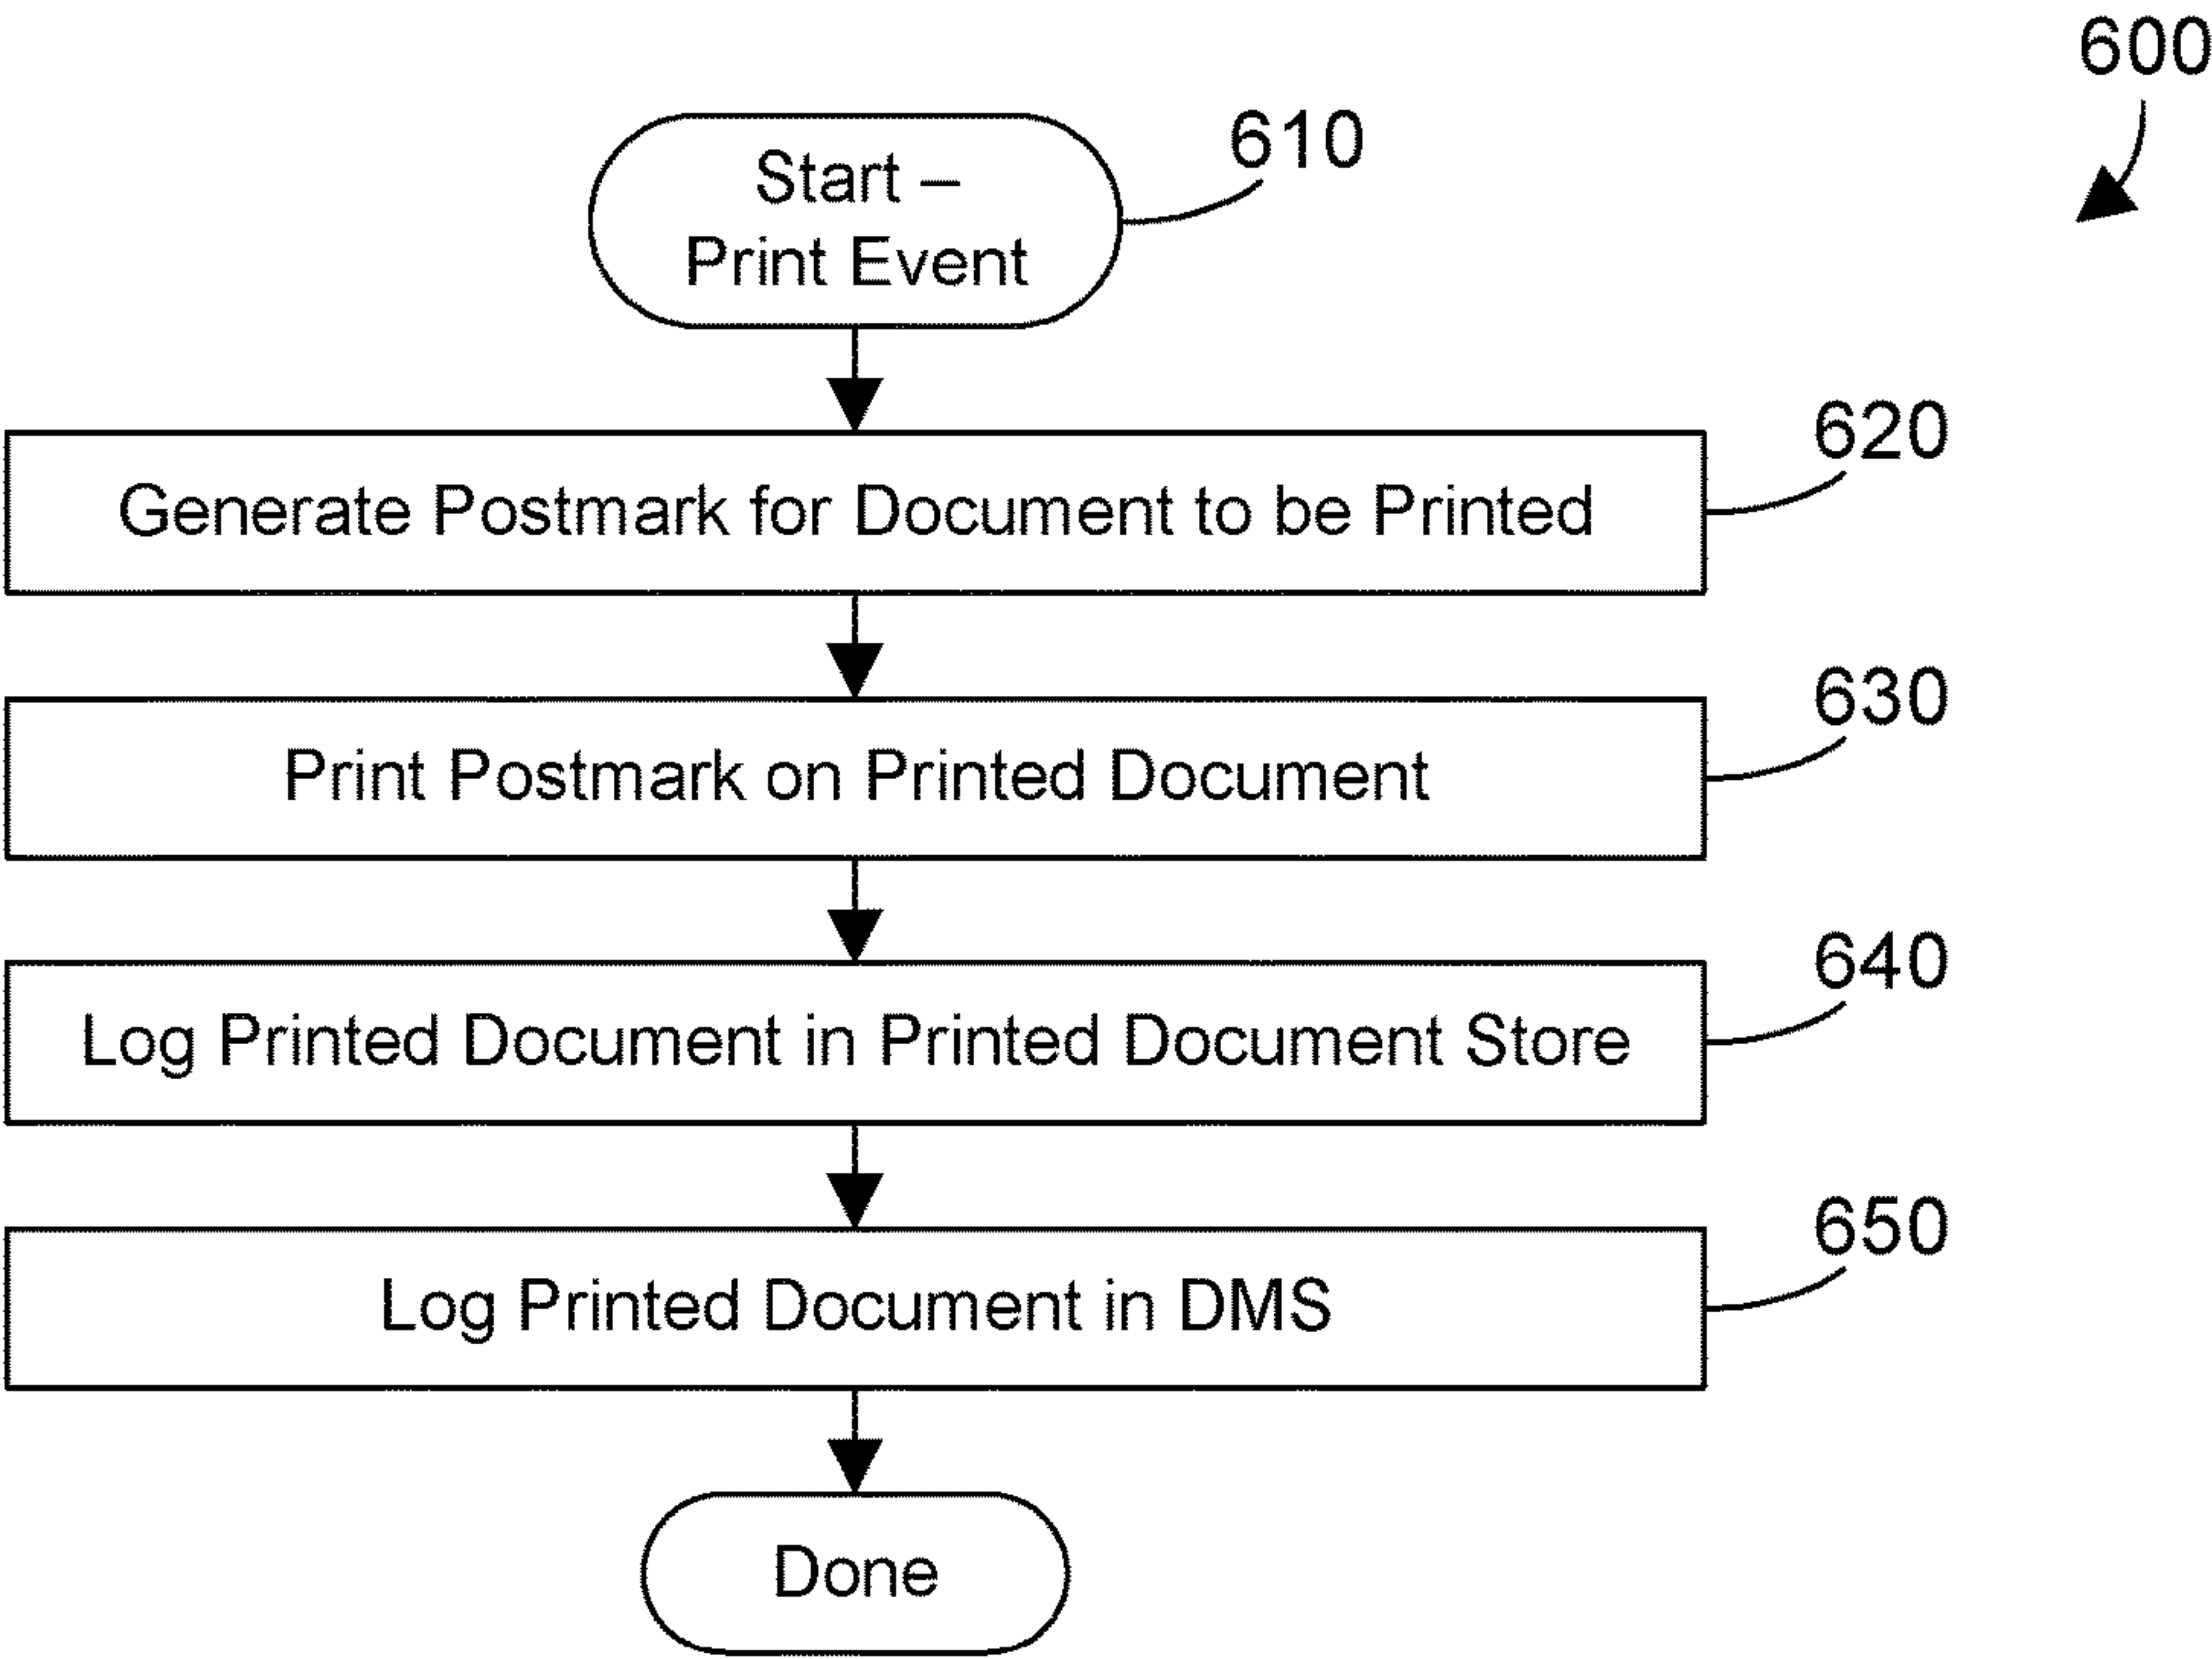 600
Start –
Print Event
610
Generate Postmark for Document to be Printed
620
Print Postmark on Printed Document
630
Log Printed Document in Printed Document Store
640
Log Printed Document in DMS
650
Done